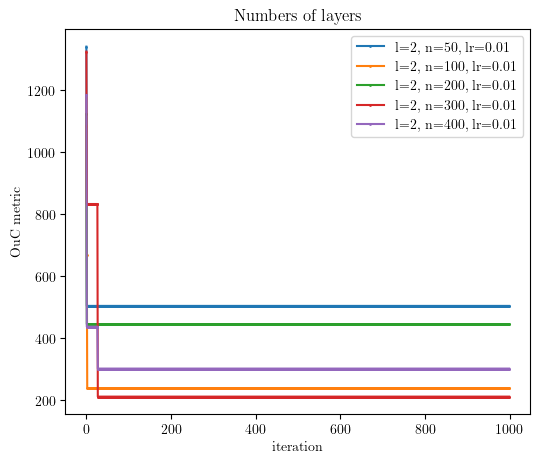 Numbers of layers
l=2, n=50, lr=0.01
l=2, n=100, lr=0.01
l=2, n=200, lr=0.01
l=2, n=300, lr=0.01
l=2, n=400, lr=0.01
OuC metric
1200
1000
800
600
400
200
0 200 400 600 800 1000
iteration